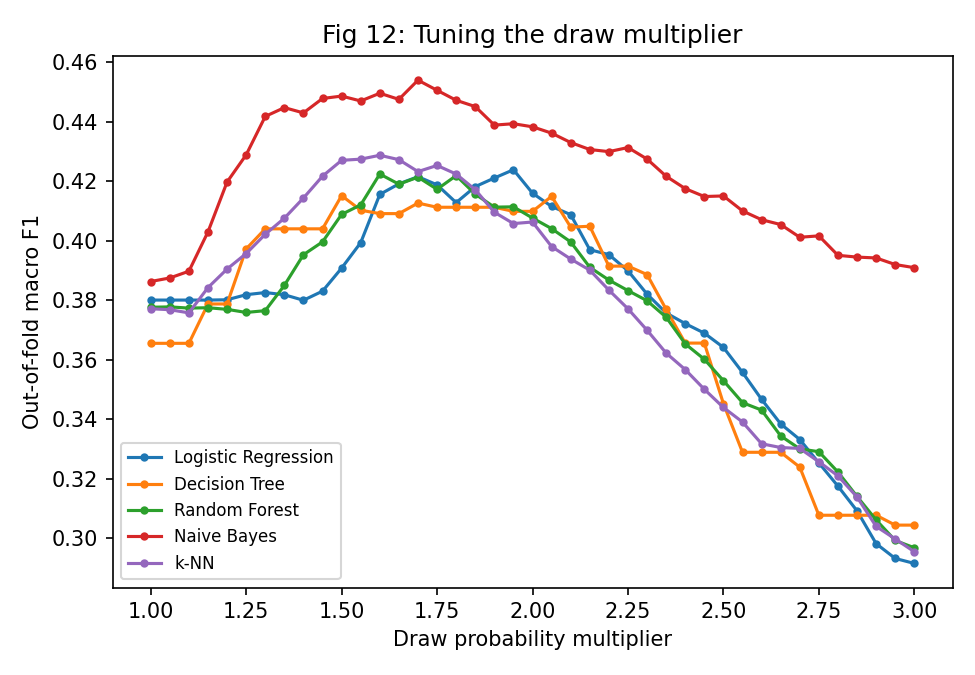 Fig 12: Tuning the draw multiplier
Out-of-fold macro F1
0.46
0.44
0.42
0.40
0.38
0.36
0.34
0.32
0.30
Logistic Regression
Decision Tree
Random Forest
Naive Bayes
k-NN
1.00 1.25 1.50 1.75 2.00 2.25 2.50 2.75 3.00
Draw probability multiplier